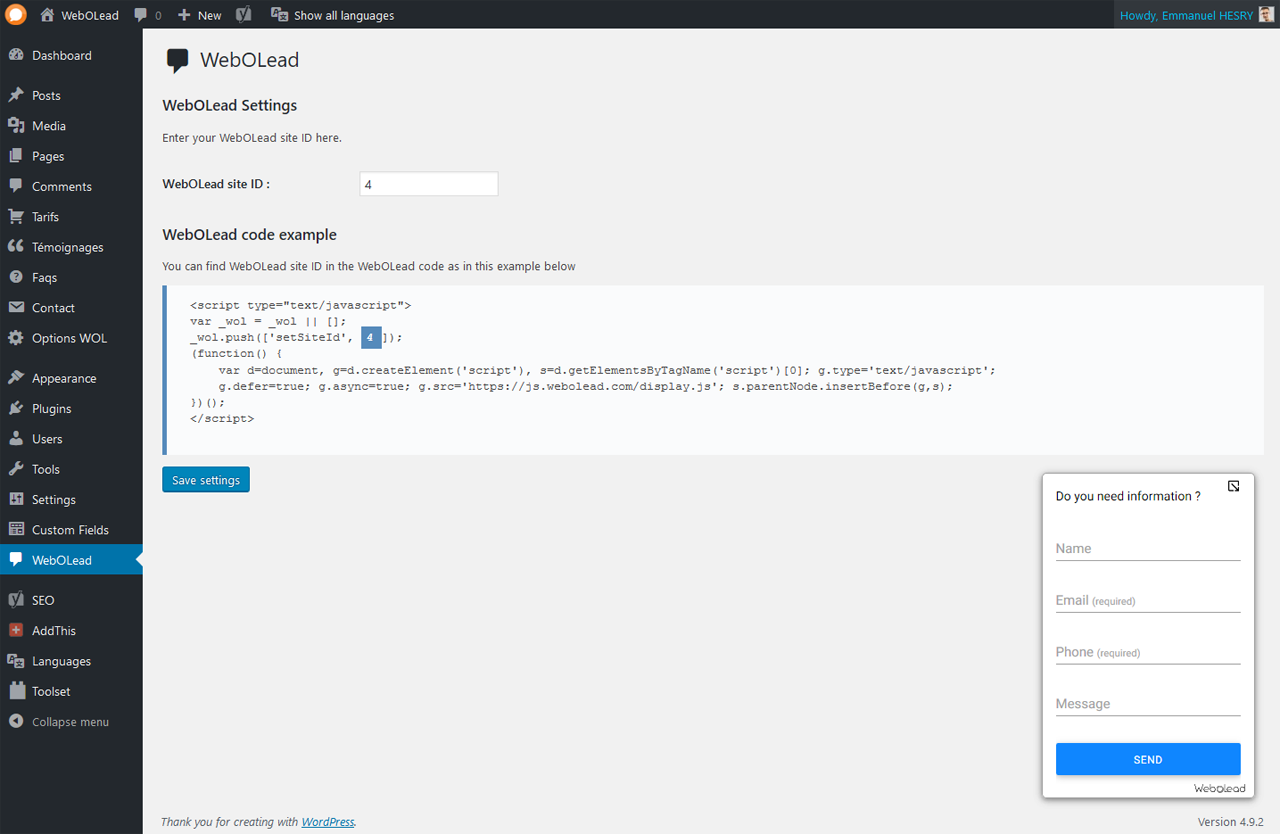 WebOLead 0 New Show all languages Howdy, Emmanuel HESRY
Dashboard
Posts
Media
Pages
Comments
Tarifs
Témoignages
Faqs
Contact
Options WOL
Appearance
Plugins
Users
Tools
Settings
Custom Fields
WebOLead
SEO
AddThis
Languages
Toolset
Collapse menu
WebOLead
WebOLead Settings
Enter your WebOLead site ID here.
WebOLead site ID : 4
WebOLead code example
You can find WebOLead site ID in the WebOLead code as in this example below
<script type="text/javascript">
var _wol = _wol || [];
_wol.push(['setSiteId', 4 ]);
(function() {
var d=document, g=d.createElement('script'), s=d.getElementsByTagName('script')[0]; g.type='text/javascript';
g.defer=true; g.async=true; g.src='https://js.webolead.com/display.js'; s.parentNode.insertBefore(g,s);
})();
</script>
Save settings
Do you need information ?
Name
Email (required)
Phone (required)
Message
SEND
WebOlead
Thank you for creating with WordPress.
Version 4.9.2